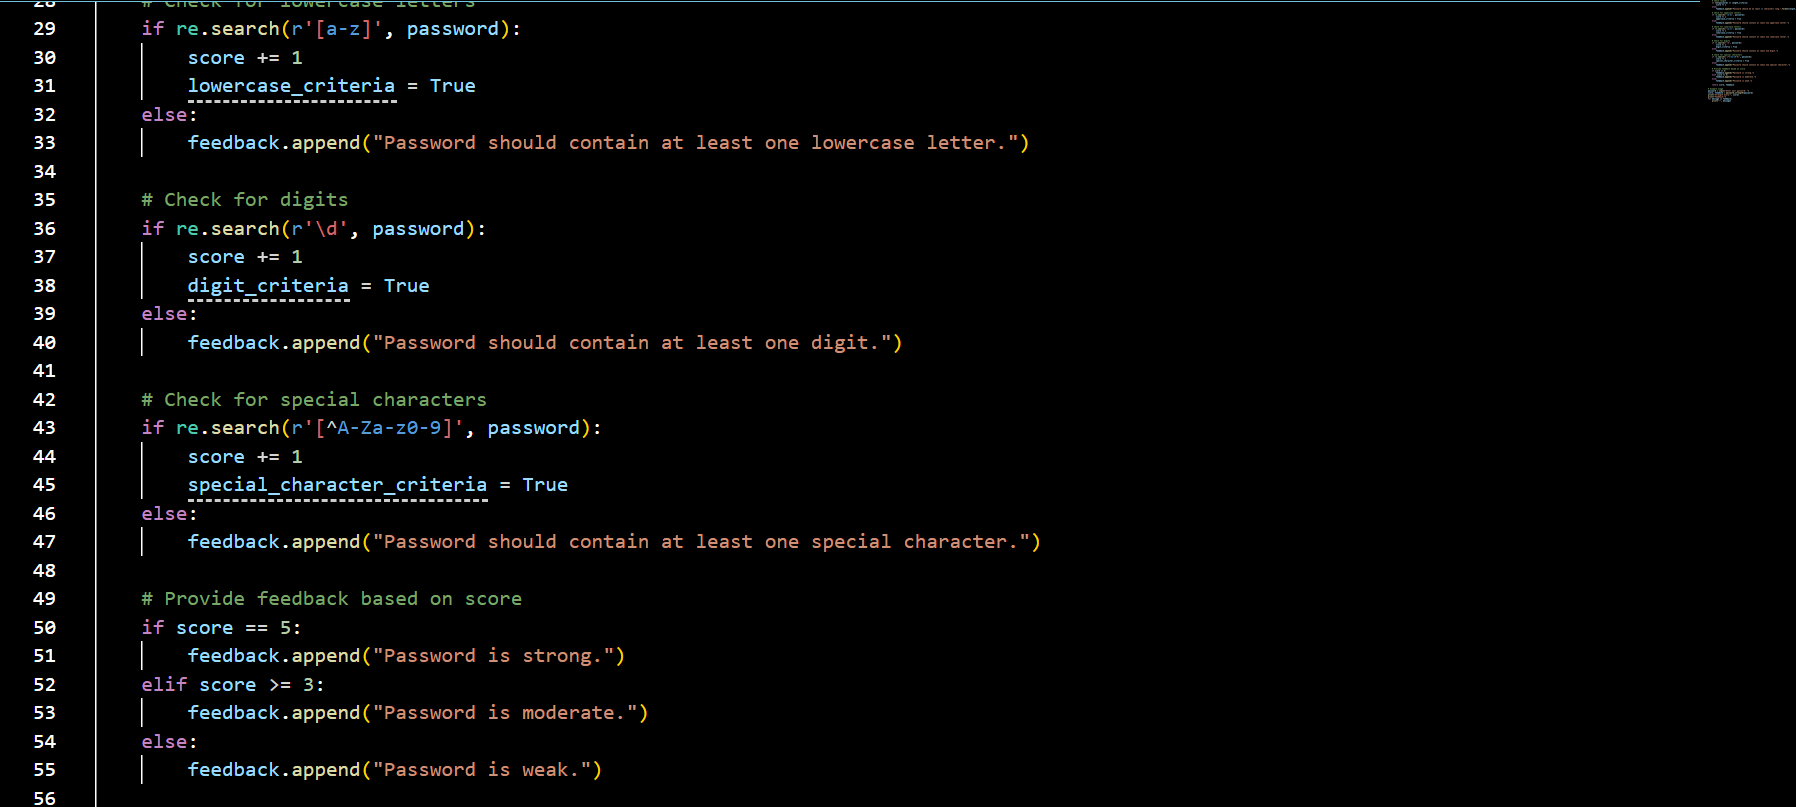 28 # Check for lowercase letters
29 if re.search(r'[a-z]', password):
30 score += 1
31 lowercase_criteria = True
32 else:
33 feedback.append("Password should contain at least one lowercase letter.")
34
35 # Check for digits
36 if re.search(r'\d', password):
37 score += 1
38 digit_criteria = True
39 else:
40 feedback.append("Password should contain at least one digit.")
41
42 # Check for special characters
43 if re.search(r'[^A-Za-z0-9]', password):
44 score += 1
45 special_character_criteria = True
46 else:
47 feedback.append("Password should contain at least one special character.")
48
49 # Provide feedback based on score
50 if score == 5:
51 feedback.append("Password is strong.")
52 elif score >= 3:
53 feedback.append("Password is moderate.")
54 else:
55 feedback.append("Password is weak.")
56